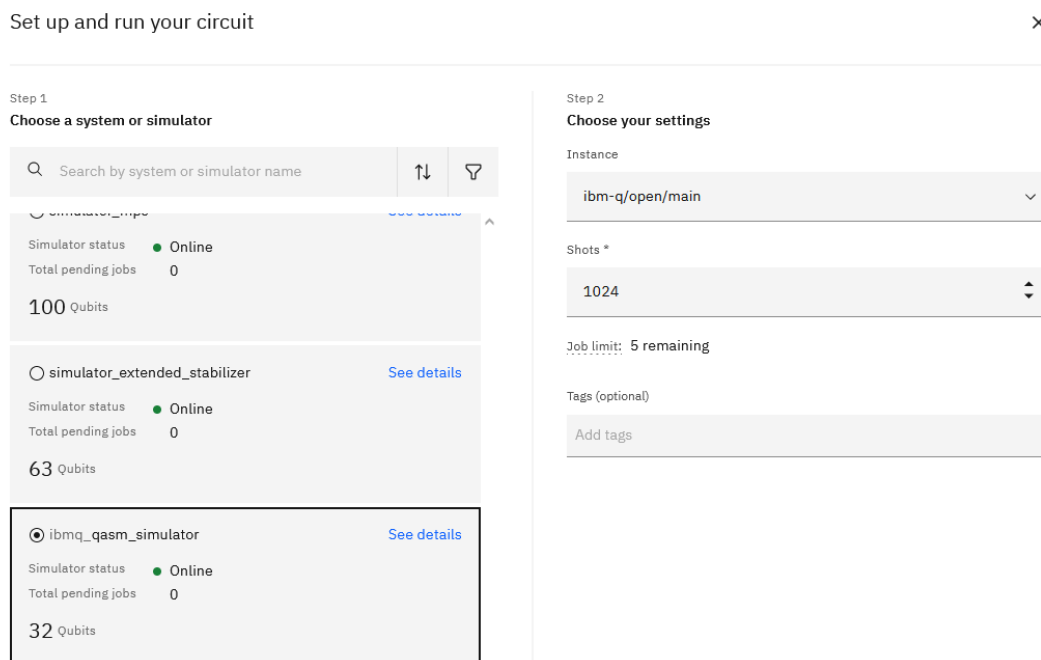 Set up and run your circuit
Step 1
Choose a system or simulator
Search by system or simulator name
simulator_mps
See details
Simulator status Online
Total pending jobs 0
100 Qubits
simulator_extended_stabilizer See details
Simulator status Online
Total pending jobs 0
63 Qubits
ibmq_qasm_simulator See details
Simulator status Online
Total pending jobs 0
32 Qubits
Step 2
Choose your settings
Instance
ibm-q/open/main
Shots *
1024
Job limit: 5 remaining
Tags (optional)
Add tags